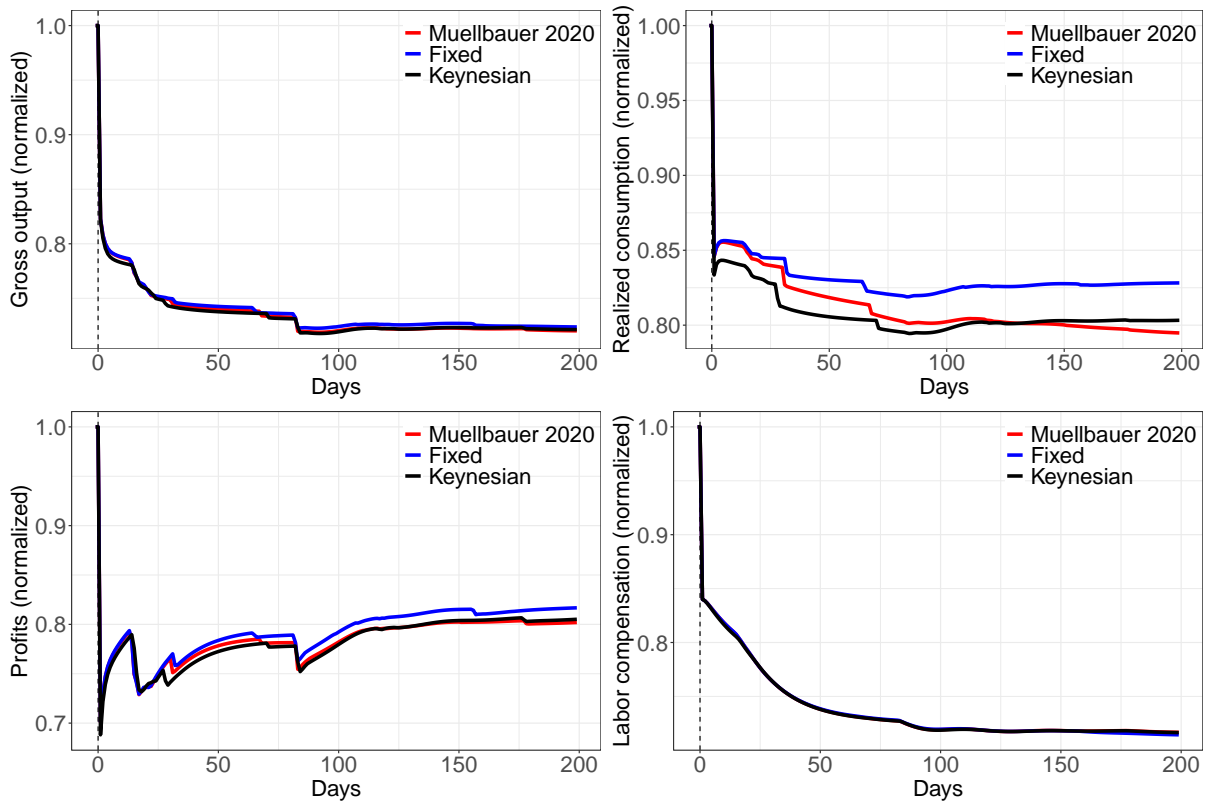 Gross output (normalized)
1.0
0.9
0.8
0
50
100
150
200
Days
Muellbauer 2020
Fixed
Keynesian
Realized consumption (normalized)
1.00
0.95
0.90
0.85
0.80
0
50
100
150
200
Days
Muellbauer 2020
Fixed
Keynesian
Profits (normalized)
1.0
0.9
0.8
0.7
0
50
100
150
200
Days
Muellbauer 2020
Fixed
Keynesian
Labor compensation (normalized)
1.0
0.9
0.8
0
50
100
150
200
Days
Muellbauer 2020
Fixed
Keynesian